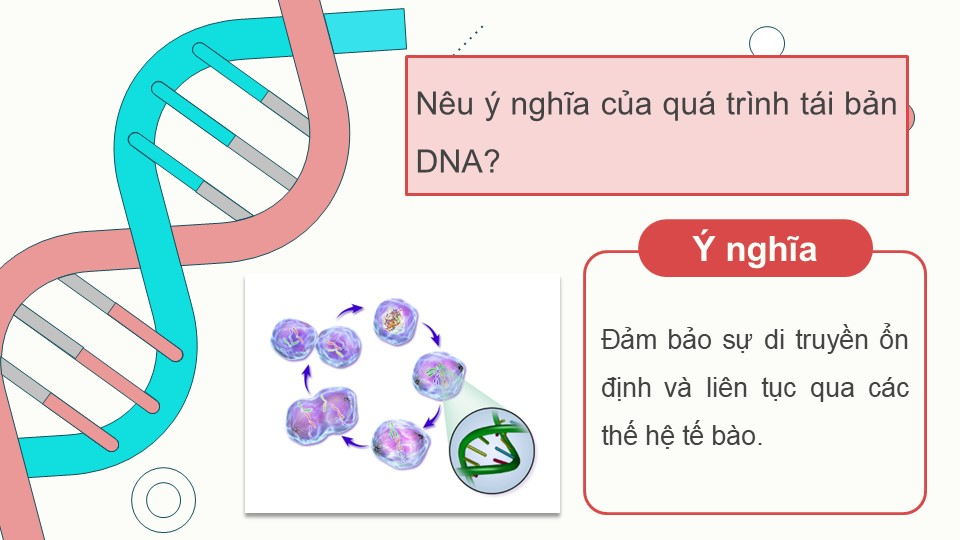 Nêu ý nghĩa của quá trình tái bản
DNA?
Ý nghĩa
Đảm bảo sự di truyền ổn
định và liên tục qua các
thế hệ tế bào.